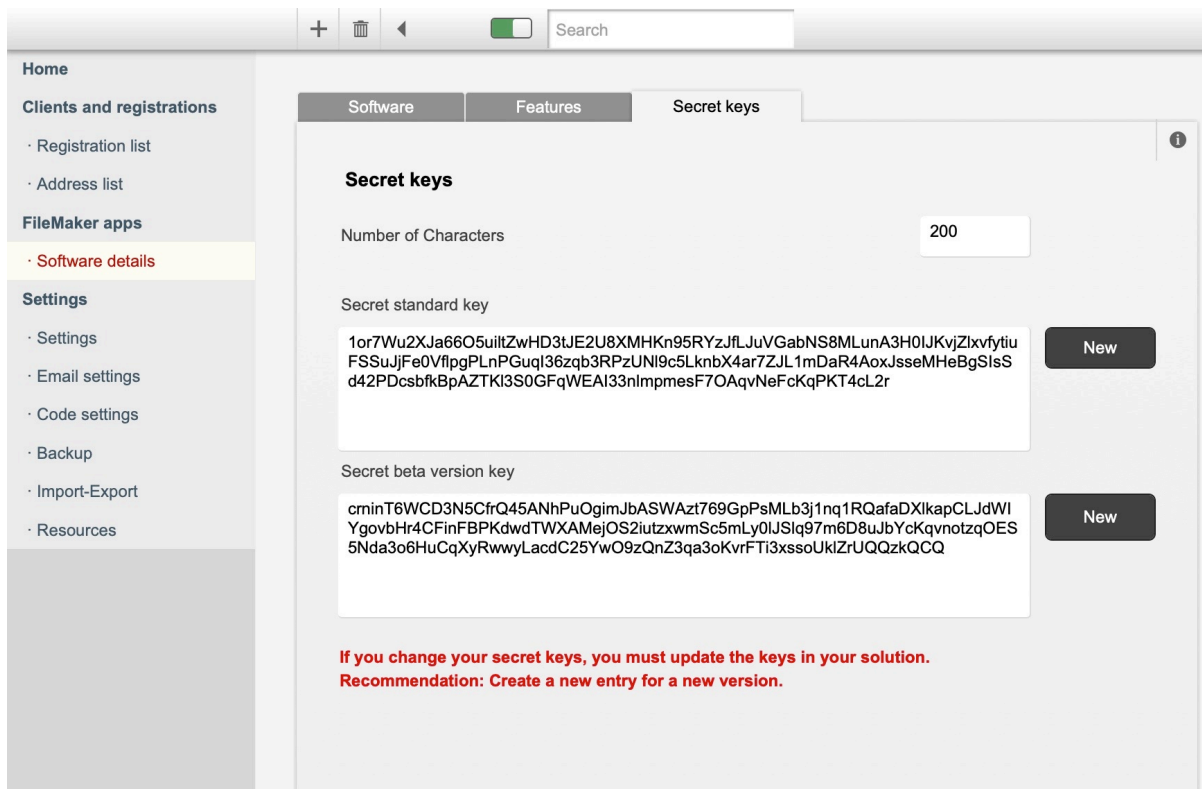 Search
Home
Clients and registrations
· Registration list
· Address list
FileMaker apps
· Software details
Settings
· Settings
· Email settings
· Code settings
· Backup
· Import-Export
· Resources
Software
Features
Secret keys
Secret keys
Number of Characters
200
Secret standard key
1or7Wu2XJa66O5uiltZwHD3tJE2U8XMHKn95RYzJfLJuVGabNS8MLunA3H0IJKvjZlxvfytiu
FSSuJjFe0VflpgPLnPGuqI36zqb3RPzUNl9c5LknbX4ar7ZJL1mDaR4AoxJsseMHeBgSIsS
d42PDcsbfkBpAZTKl3S0GFqWEAI33nlmpmesF7OAqvNeFcKqPKT4cL2r
New
Secret beta version key
crninT6WCD3N5CfrQ45ANhPuOgimJbASWAzt769GpPsMLb3j1nq1RQafaDXlkapCLJdWI
YgovbHr4CFinFBPKdwdTWXAMejOS2iutzxwmSc5mLy0lJSlq97m6D8uJbYcKqvnotzqOES
5Nda3o6HuCqXyRwwyLacdC25YwO9zQnZ3qa3oKvrFTi3xssoUklZrUQQzkQCQ
New
If you change your secret keys, you must update the keys in your solution.
Recommendation: Create a new entry for a new version.